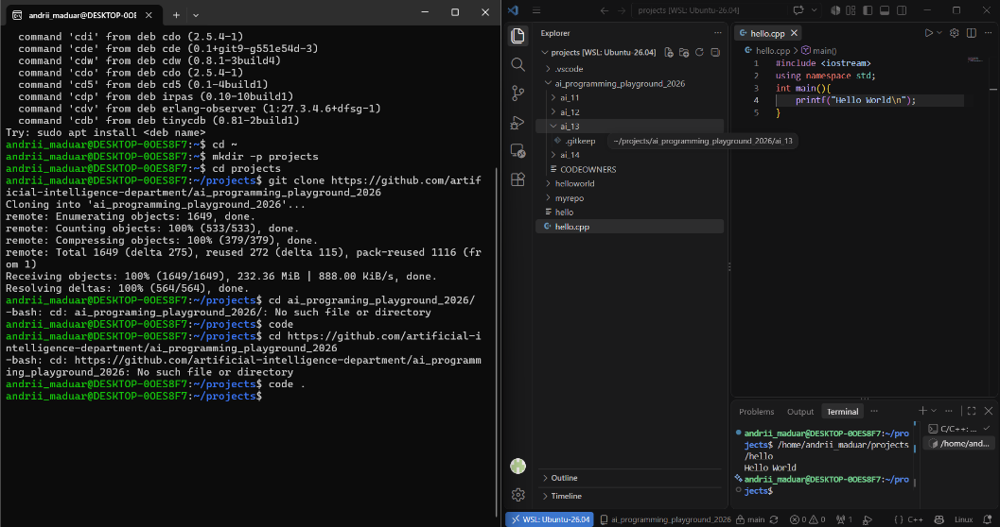 andrii_maduar@DESKTOP-0OES8F7
command 'cdi' from deb cdo (2.5.4-1)
command 'cde' from deb cde (0.1+git9-g551e54d-3)
command 'cdw' from deb cdw (0.8.1-3build4)
command 'cdo' from deb cdo (2.5.4-1)
command 'cd5' from deb cd5 (0.1-4build1)
command 'cdp' from deb irpas (0.10-10build1)
command 'cdv' from deb erlang-observer (1:27.3.4.6+dfsg-1)
command 'cdb' from deb tinycdb (0.81-2build1)
Try: sudo apt install <deb name>
andrii_maduar@DESKTOP-0OES8F7:~$ cd ~
andrii_maduar@DESKTOP-0OES8F7:~$ mkdir -p projects
andrii_maduar@DESKTOP-0OES8F7:~$ cd projects
andrii_maduar@DESKTOP-0OES8F7:~/projects$ git clone https://github.com/artif
icial-intelligence-department/ai_programming_playground_2026
Cloning into 'ai_programming_playground_2026'...
remote: Enumerating objects: 1649, done.
remote: Counting objects: 100% (533/533), done.
remote: Compressing objects: 100% (379/379), done.
remote: Total 1649 (delta 275), reused 272 (delta 115), pack-reused 1116 (fr
om 1)
Receiving objects: 100% (1649/1649), 232.36 MiB | 888.00 KiB/s, done.
Resolving deltas: 100% (564/564), done.
andrii_maduar@DESKTOP-0OES8F7:~/projects$ cd ai_programing_playground_2026/
-bash: cd: ai_programing_playground_2026/: No such file or directory
andrii_maduar@DESKTOP-0OES8F7:~/projects$ code
andrii_maduar@DESKTOP-0OES8F7:~/projects$ cd https://github.com/artificial-i
ntelligence-department/ai_programming_playground_2026
-bash: cd: https://github.com/artificial-intelligence-department/ai_programm
ing_playground_2026: No such file or directory
andrii_maduar@DESKTOP-0OES8F7:~/projects$ code .
andrii_maduar@DESKTOP-0OES8F7:~/projects$
projects [WSL: Ubuntu-26.04]
Explorer
projects [WSL: Ubuntu-26.04]
.vscode
ai_programming_playground_2026
ai_11
ai_12
ai_13
.gitkeep
~/projects/ai_programming_playground_2026/ai_13
ai_14
CODEOWNERS
helloworld
myrepo
hello
hello.cpp
Outline
Timeline
hello.cpp
hello.cpp > main()
1 #include <iostream>
2 using namespace std;
3 int main(){
4 printf("Hello World\n");
5 }
Problems Output Terminal
andrii_maduar@DESKTOP-0OES8F7:~/pro
jects$ /home/andrii_maduar/projects
/hello
Hello World
andrii_maduar@DESKTOP-0OES8F7:~/pro
jects$
C/C++: ...
/home/and...
WSL: Ubuntu-26.04 ai_programming_playground_2026 main 0 0 1 {} C++ Linux